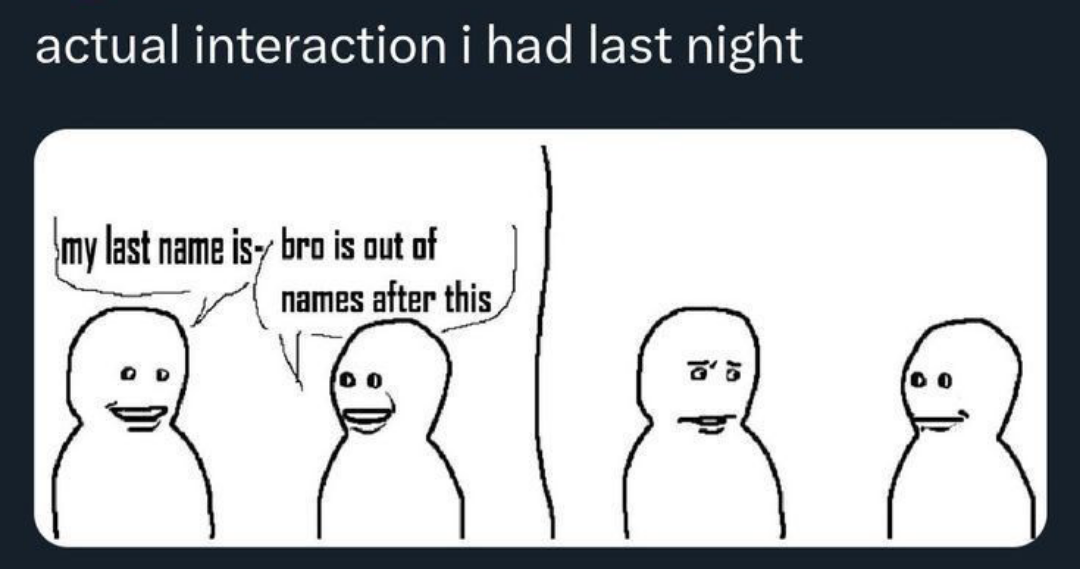 actual interaction i had last night
my last name is-
bro is out of
names after this